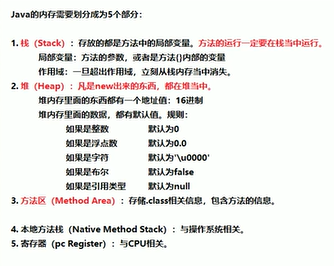 Java的内存需要划分成为5个部分：
1. 栈（Stack）：存放的都是方法中的局部变量。方法的运行一定要在栈当中运行。
局部变量：方法的参数，或者是方法{}内部的变量
作用域：一旦超出作用域，立刻从栈内存当中消失。
2. 堆（Heap）：凡是new出来的东西，都在堆当中。
堆内存里面的东西都有一个地址值：16进制
堆内存里面的数据，都有默认值。规则：
如果是整数 默认为0
如果是浮点数 默认为0.0
如果是字符 默认为'\u0000'
如果是布尔 默认为false
如果是引用类型 默认为null
3. 方法区（Method Area）：存储.class相关信息，包含方法的信息。
4. 本地方法栈（Native Method Stack）：与操作系统相关。
5. 寄存器（pc Register）：与CPU相关。